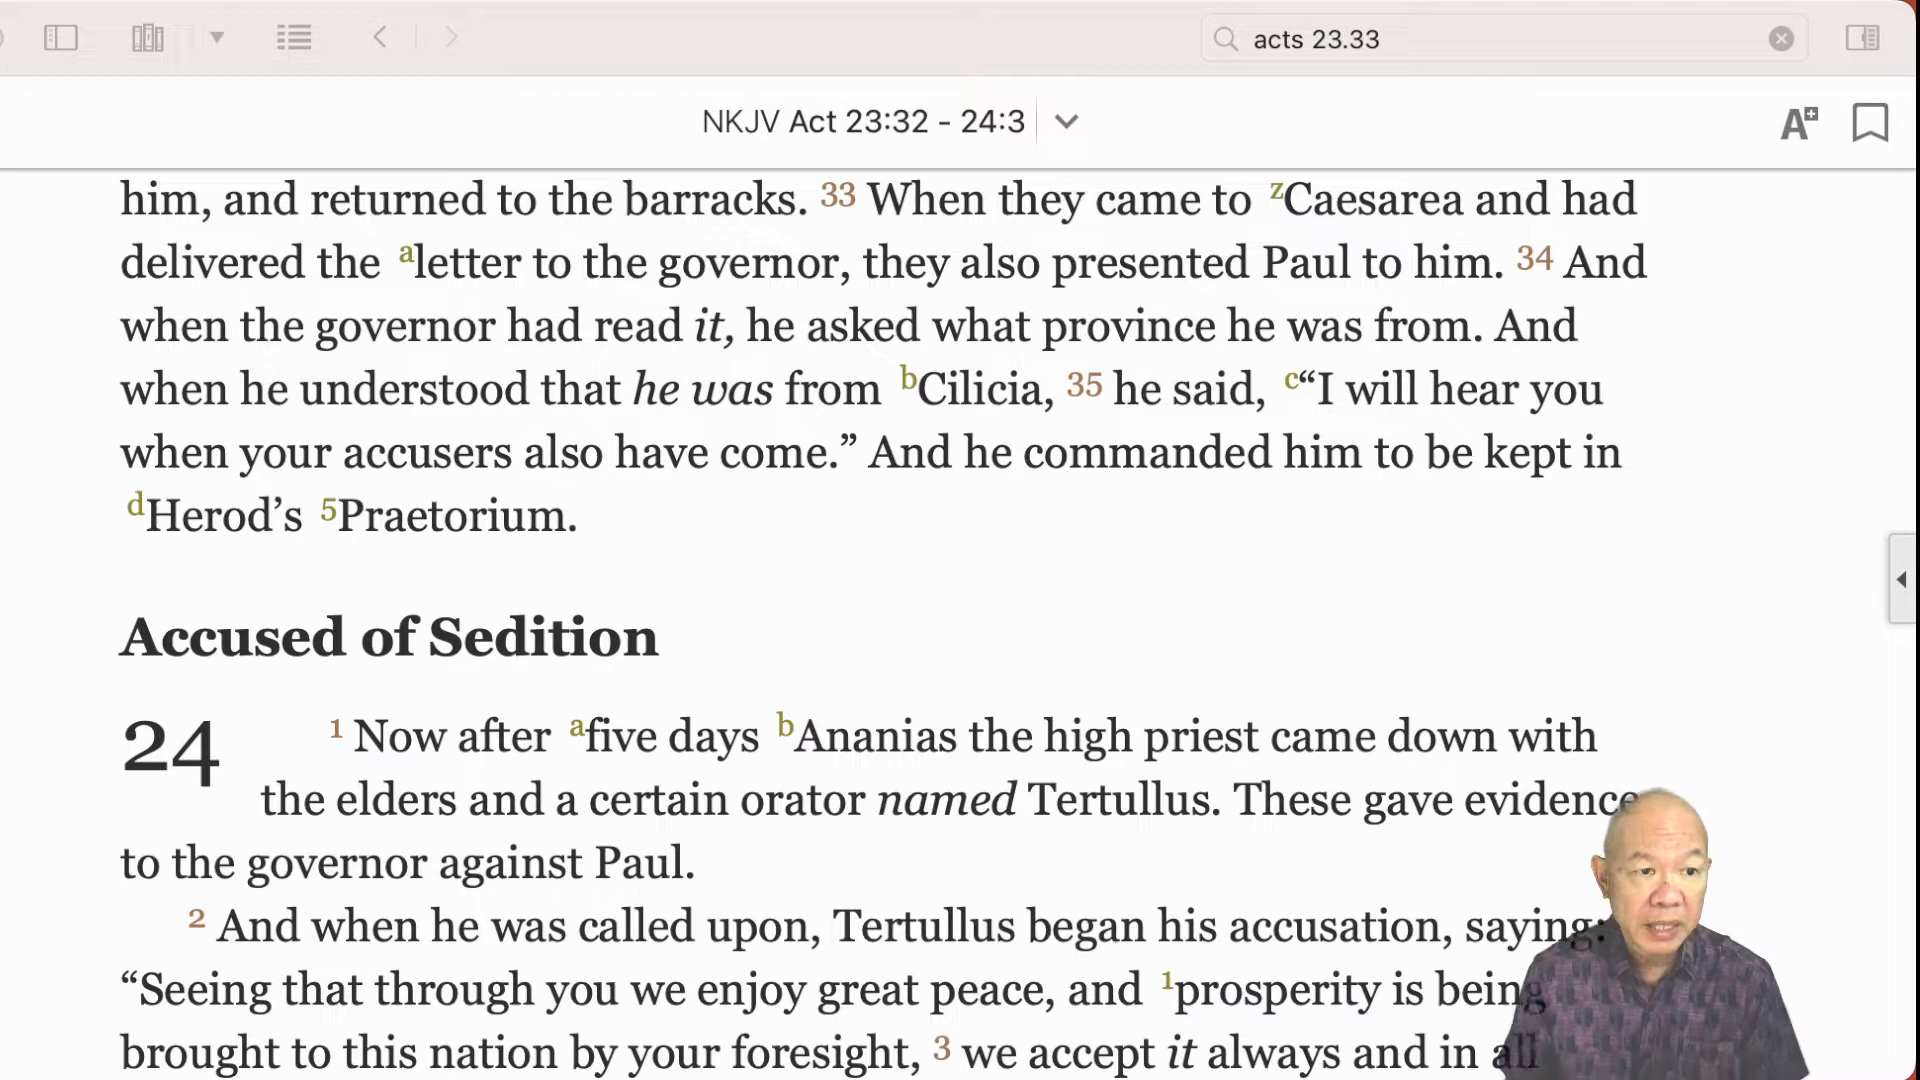 acts 23.33
NKJV Act 23:32 - 24:3
A
him, and returned to the barracks. 33 When they came to zCaesarea and had
delivered the aletter to the governor, they also presented Paul to him. 34 And
when the governor had read it, he asked what province he was from. And
when he understood that he was from bCilicia, 35 he said, c“I will hear you
when your accusers also have come.” And he commanded him to be kept in
dHerod’s 5Praetorium.
Accused of Sedition
24 1 Now after afive days bAnanias the high priest came down with
the elders and a certain orator named Tertullus. These gave evidence
to the governor against Paul.
2 And when he was called upon, Tertullus began his accusation, saying:
“Seeing that through you we enjoy great peace, and 1prosperity is being
brought to this nation by your foresight, 3 we accept it always and in all